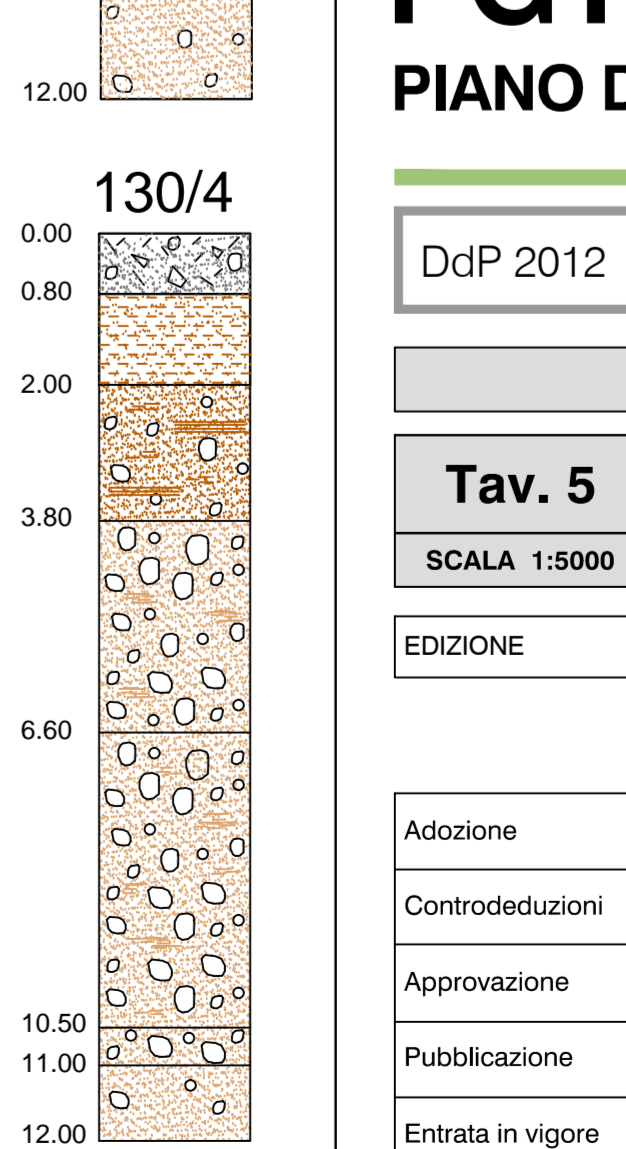 12.00
130/4
0.00
0.80
2.00
3.80
6.60
10.50
11.00
12.00
PIANO D
DdP 2012
Tav. 5
SCALA 1:5000
EDIZIONE
Adozione
Controdeduzioni
Approvazione
Pubblicazione
Entrata in vigore